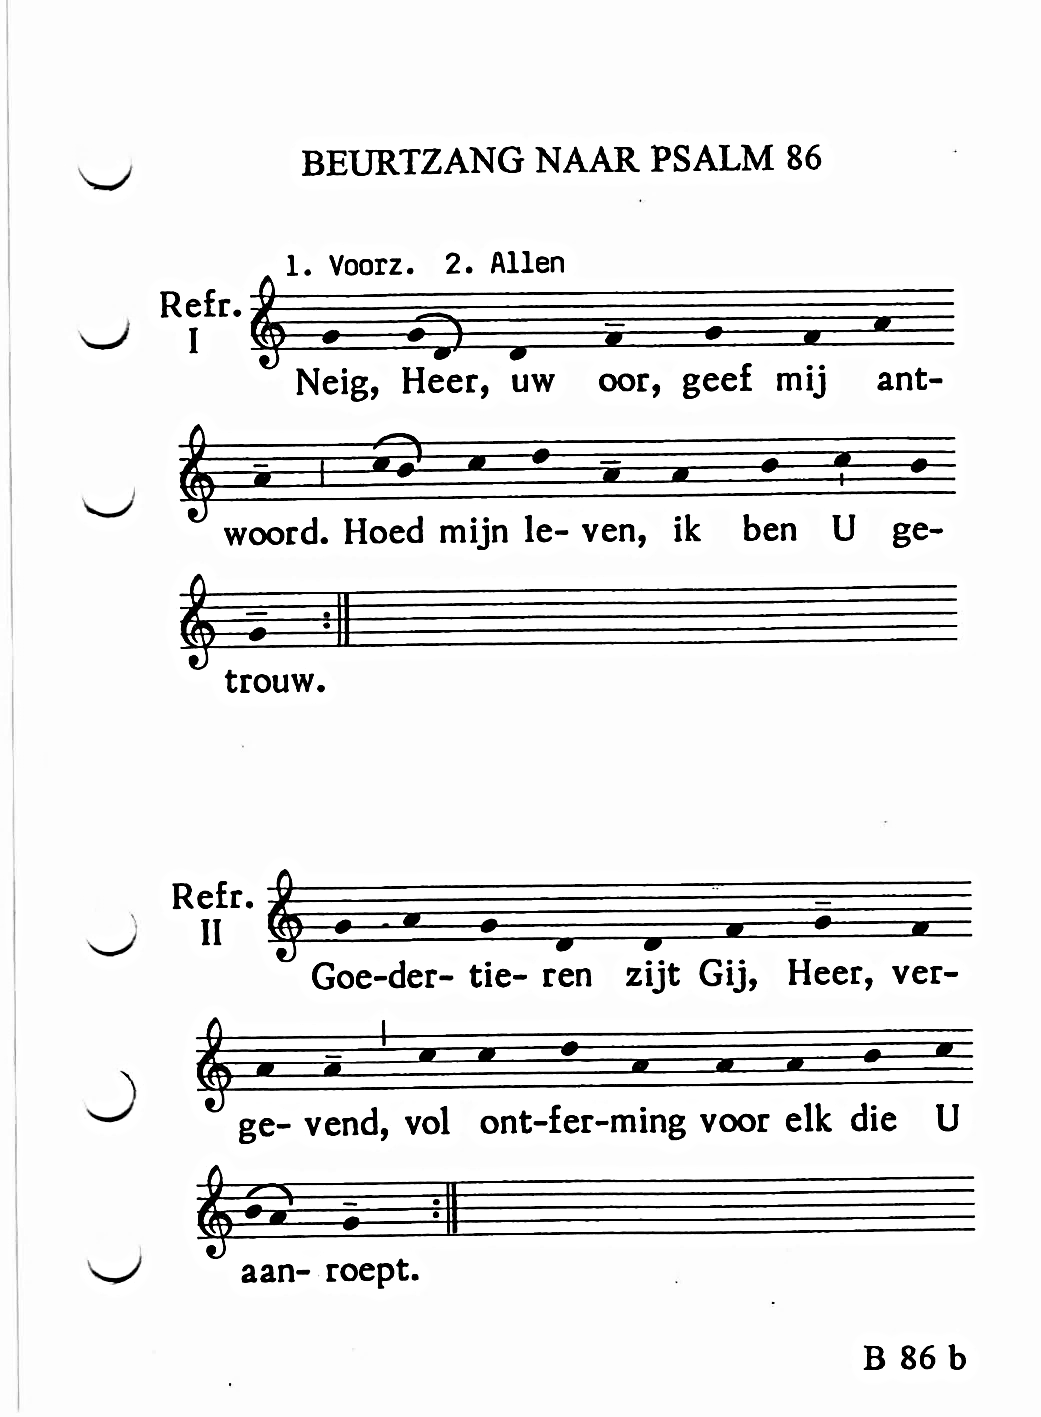 BEURTZANG NAAR PSALM 86
1. Voorz. 2. Allen
Refr.
I
Neig, Heer, uw oor, geef mij ant-
woord. Hoed mijn le- ven, ik ben U ge-
trouw.
Refr.
II
Goe-der- tie- ren zijt Gij, Heer, ver-
ge- vend, vol ont-fer-ming voor elk die U
aan- roept.
B 86 b